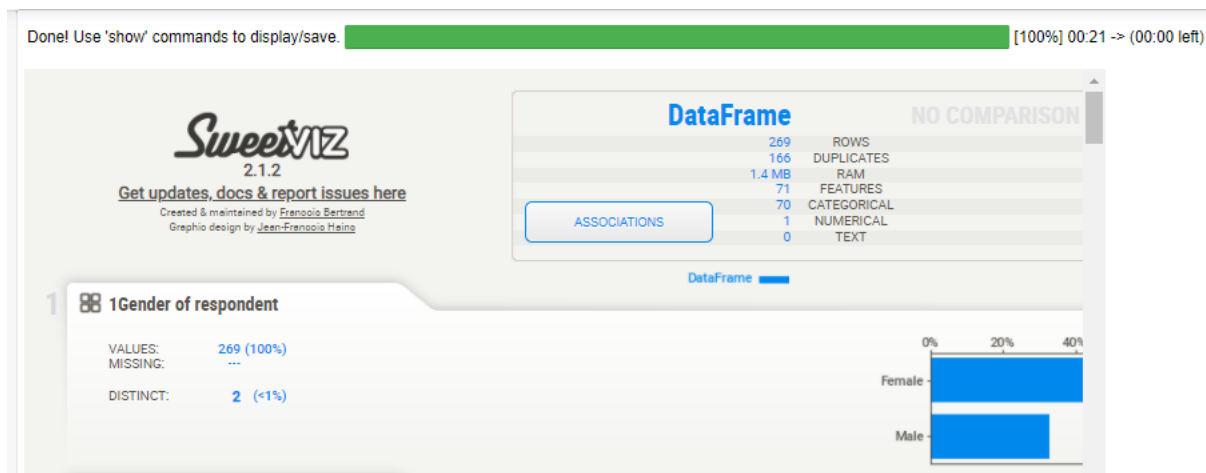 Done! Use 'show' commands to display/save.
[100%] 00:21 -> (00:00 left)
SweetVIZ
2.1.2
Get updates, docs & report issues here
Created & maintained by Francois Bertrand
Graphic design by Jean-Francois Hains
DataFrame
NO COMPARISON
269 ROWS
166 DUPLICATES
1.4 MB RAM
71 FEATURES
70 CATEGORICAL
1 NUMERICAL
0 TEXT
ASSOCIATIONS
DataFrame
1
1Gender of respondent
VALUES: 269 (100%)
MISSING: ---
DISTINCT: 2 (<1%)
0% 20% 40%
Female
Male